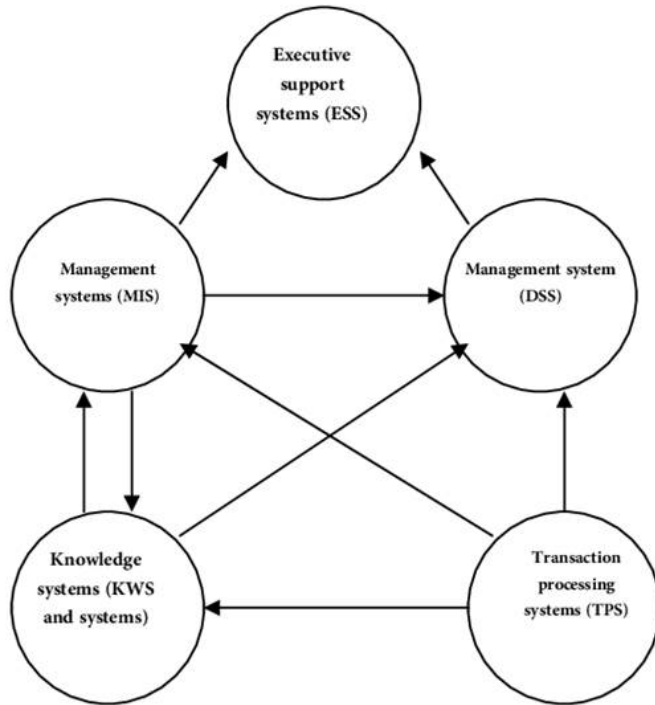 Executive
support
systems (ESS)
Management
systems (MIS)
Management system
(DSS)
Knowledge
systems (KWS
and systems)
Transaction
processing
systems (TPS)